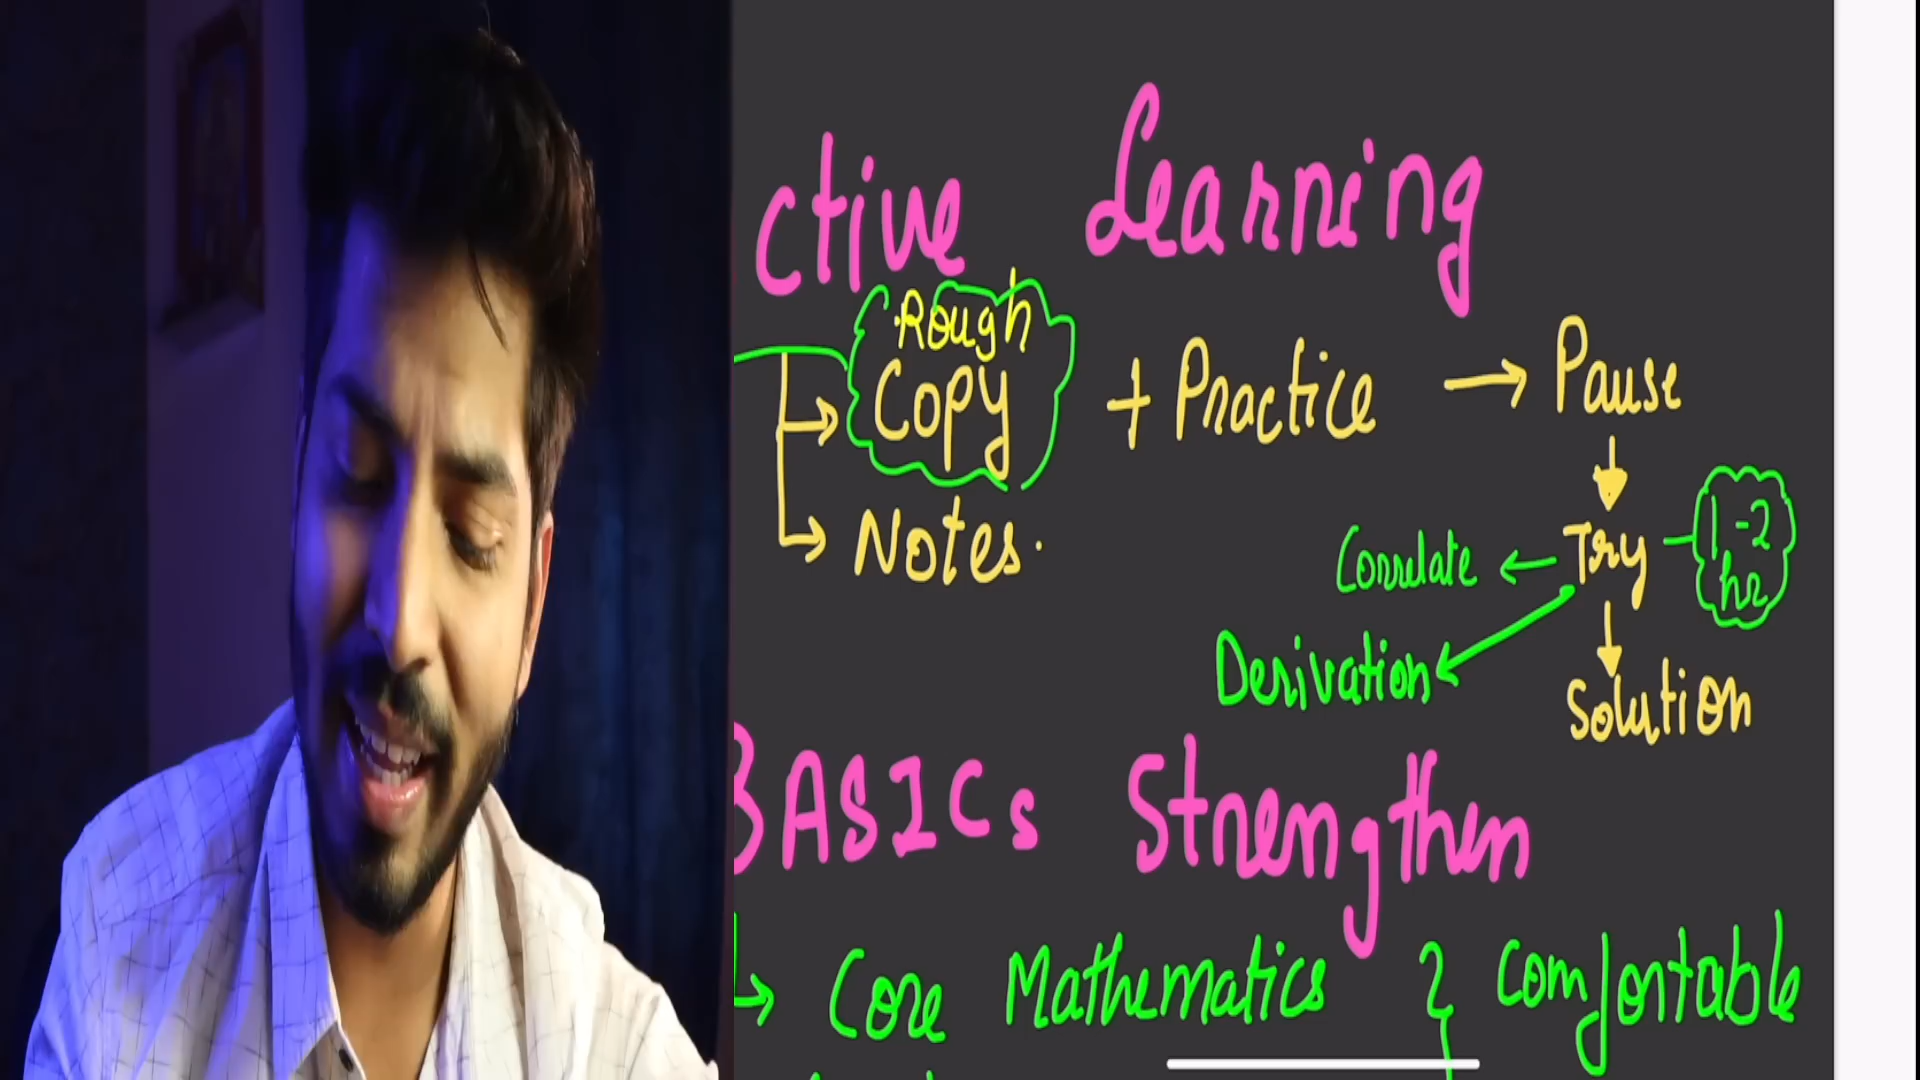 ctive Learning
Rough
Copy + Practice → Pause
Notes.
Correlate ← Try - 1-2 hr
Derivation
Solution
BASICs Strengthen
→ Core Mathematics } Comfortable